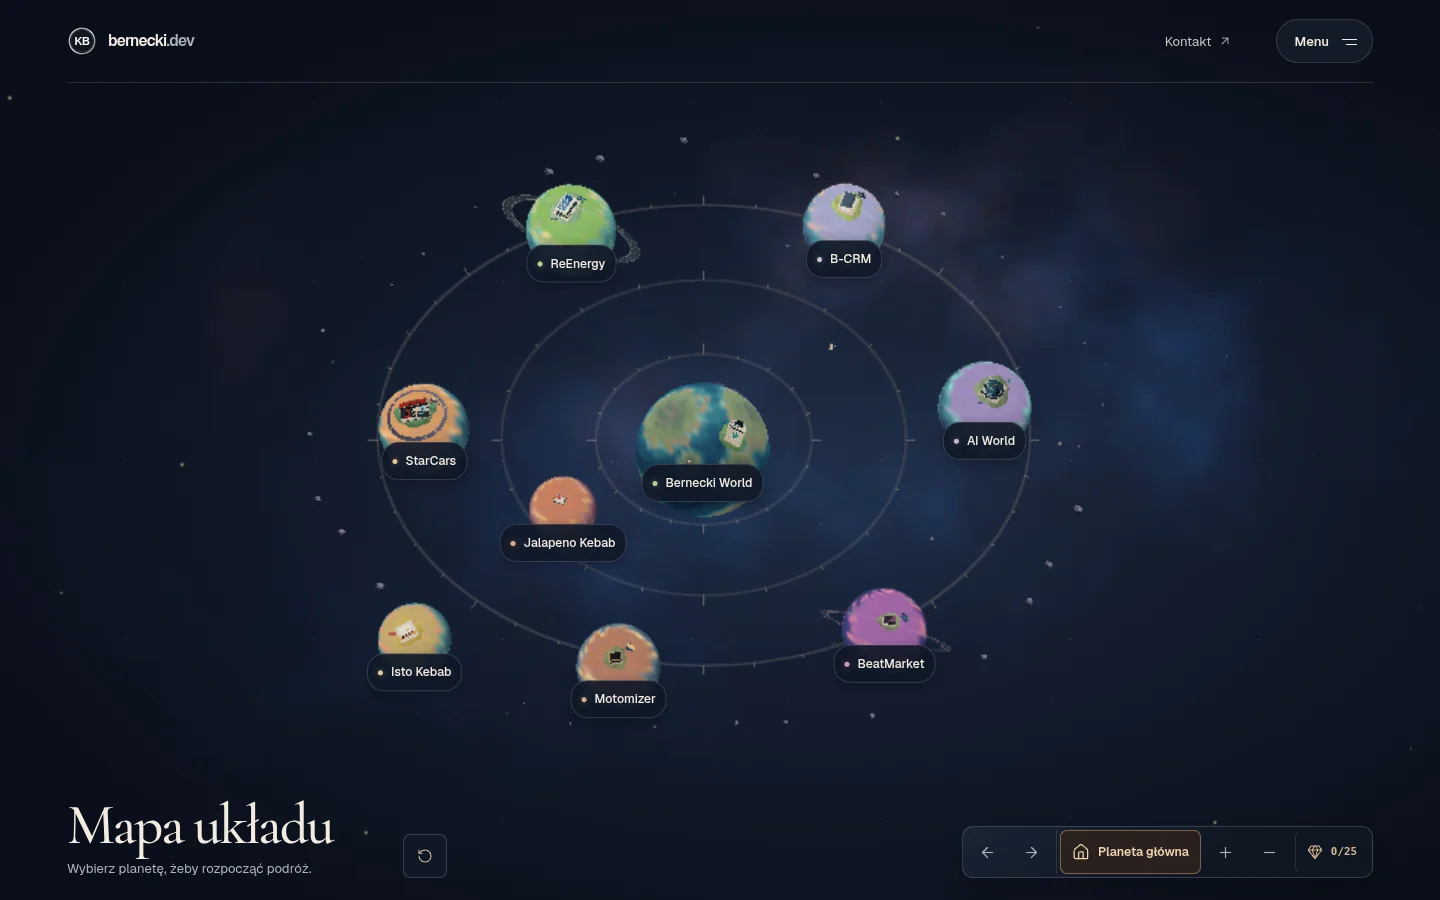 KB bernecki.dev
Kontakt
Menu
ReEnergy
B-CRM
StarCars
AI World
Bernecki World
Jalapeno Kebab
Isto Kebab
BeatMarket
Motomizer
Mapa układu
Wybierz planetę, żeby rozpocząć podróż.
Planeta główna
0/25